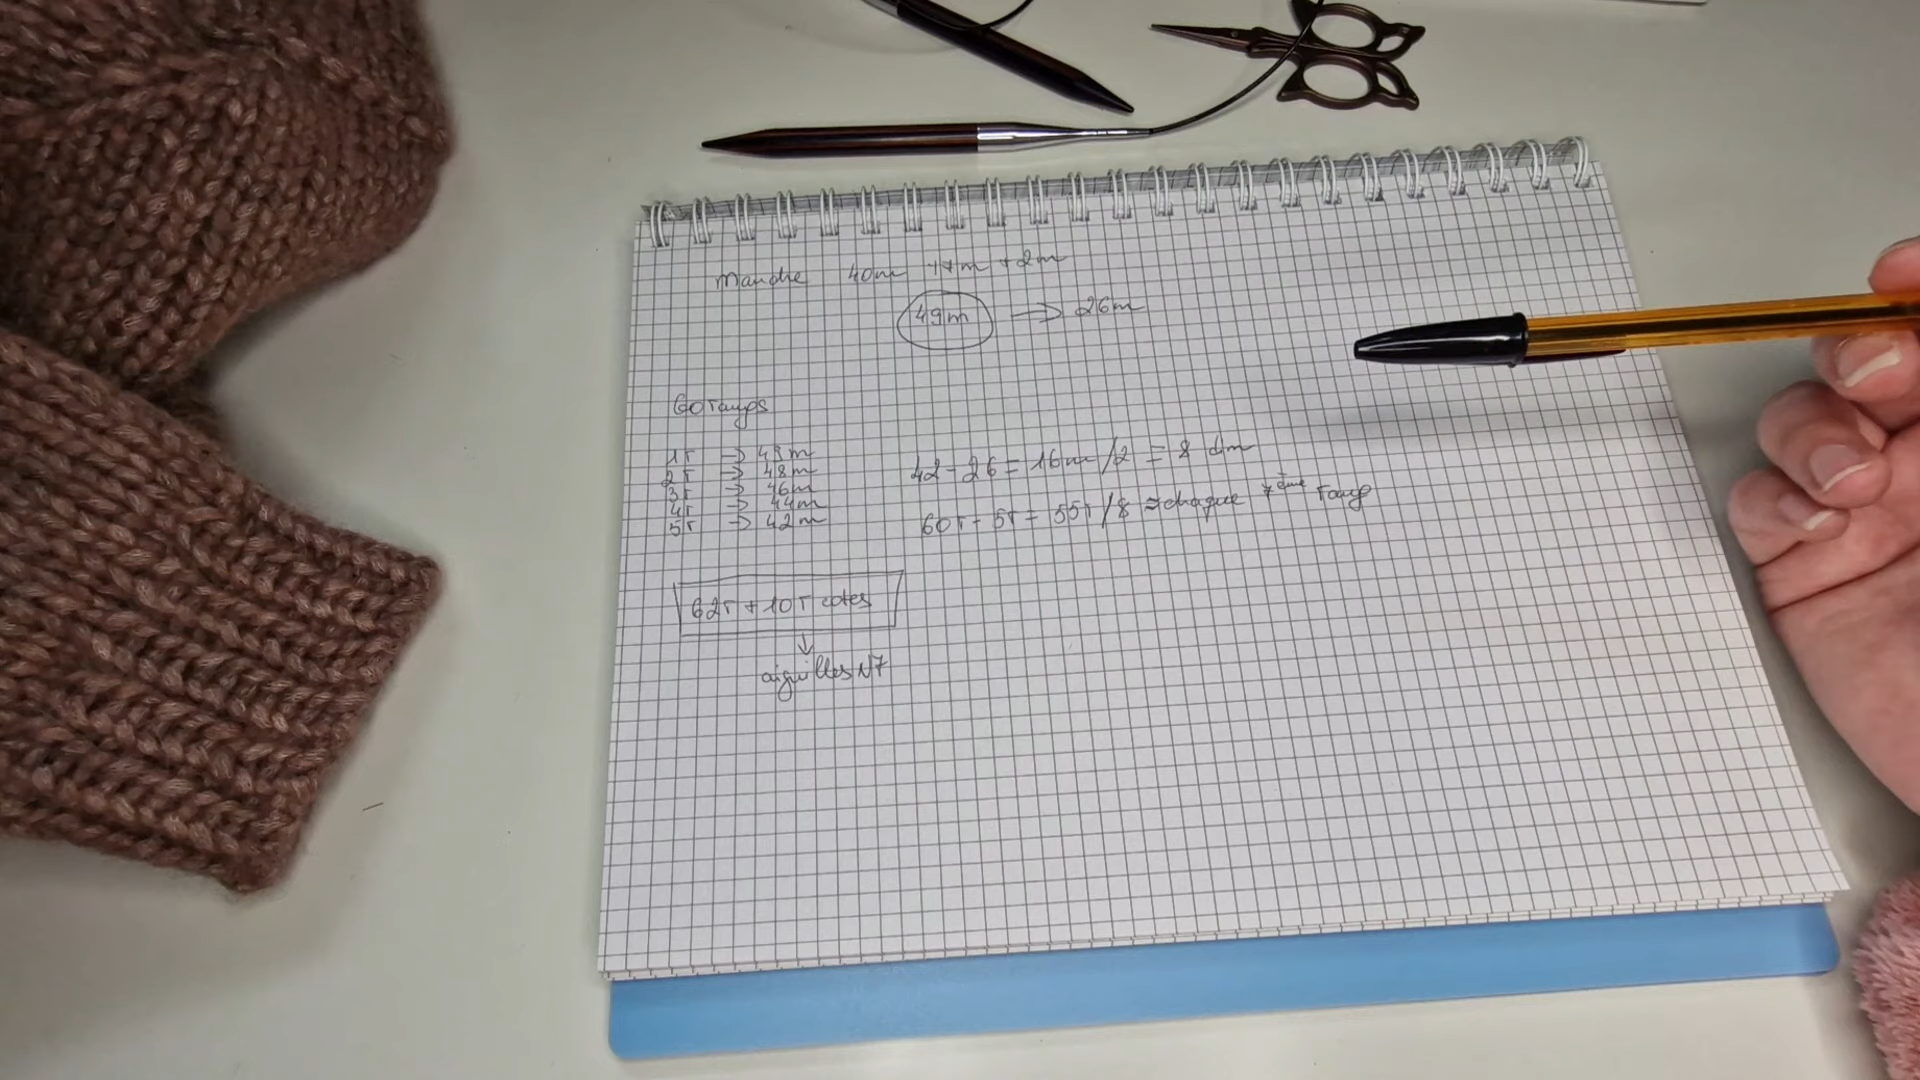 Manche 40m +7m +2m
49m → 26m
60 rangs
1r → 49m
2r → 48m
3r → 46m
4r → 44m
5r → 42m
42 - 26 = 16m/2 = 8 dim
60r - 5r = 55r/8 ≈ chaque 7ème rang
62r + 10r cotes
↓
aiguilles N7